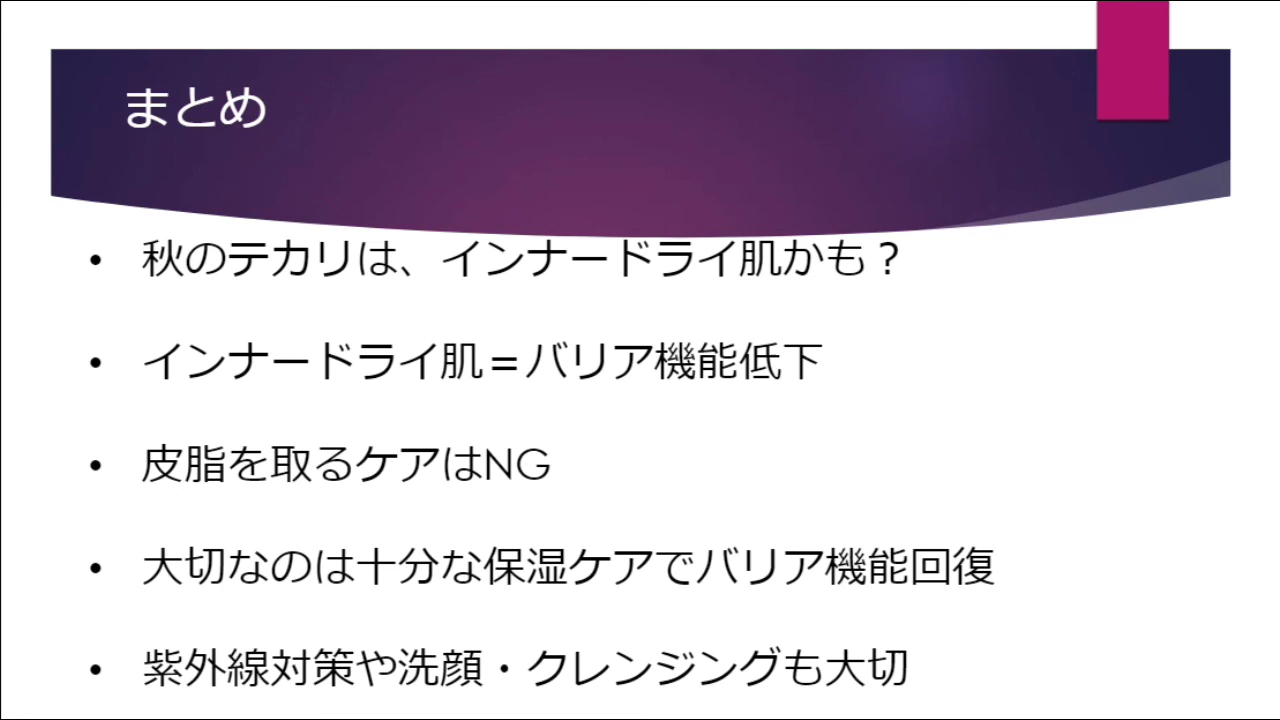 まとめ
• 秋のテカリは、インナードライ肌かも？
• インナードライ肌＝バリア機能低下
• 皮脂を取るケアはNG
• 大切なのは十分な保湿ケアでバリア機能回復
• 紫外線対策や洗顔・クレンジングも大切